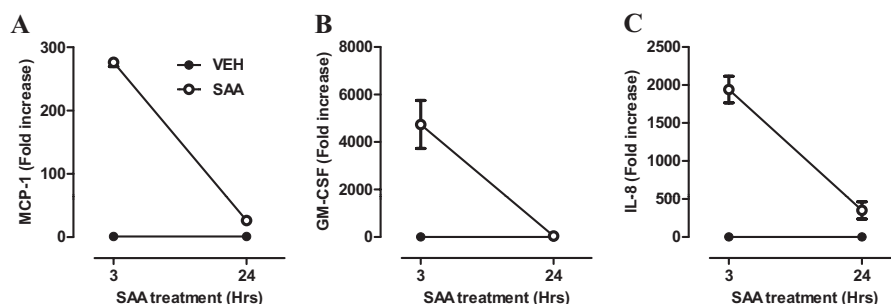 A
MCP-1 (Fold increase)
300
200
100
0
VEH
SAA
3
24
SAA treatment (Hrs)
B
GM-CSF (Fold increase)
8000
6000
4000
2000
0
3
24
SAA treatment (Hrs)
C
IL-8 (Fold increase)
2500
2000
1500
1000
500
0
3
24
SAA treatment (Hrs)